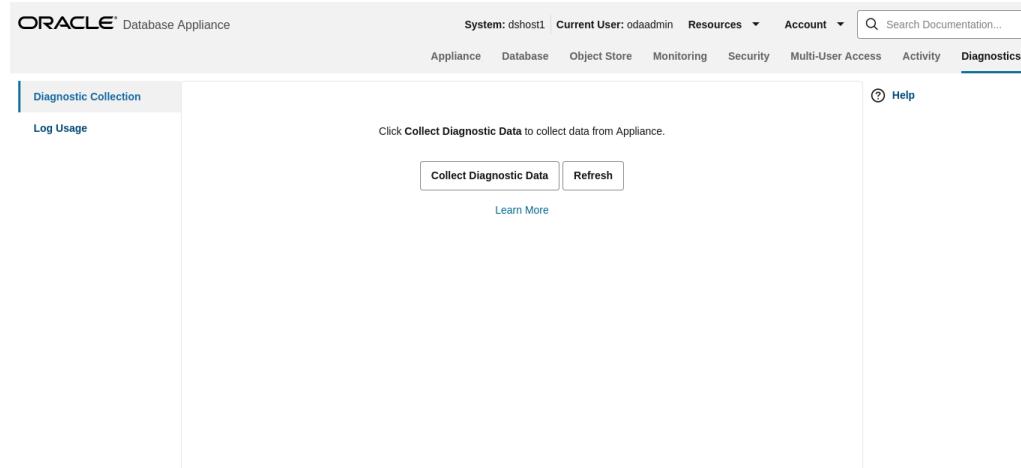 ORACLE® Database Appliance
System: dshost1 Current User: odaadmin Resources Account Search Documentation...
Appliance Database Object Store Monitoring Security Multi-User Access Activity Diagnostics
Diagnostic Collection
Log Usage
Click Collect Diagnostic Data to collect data from Appliance.
Collect Diagnostic Data Refresh
Learn More
Help